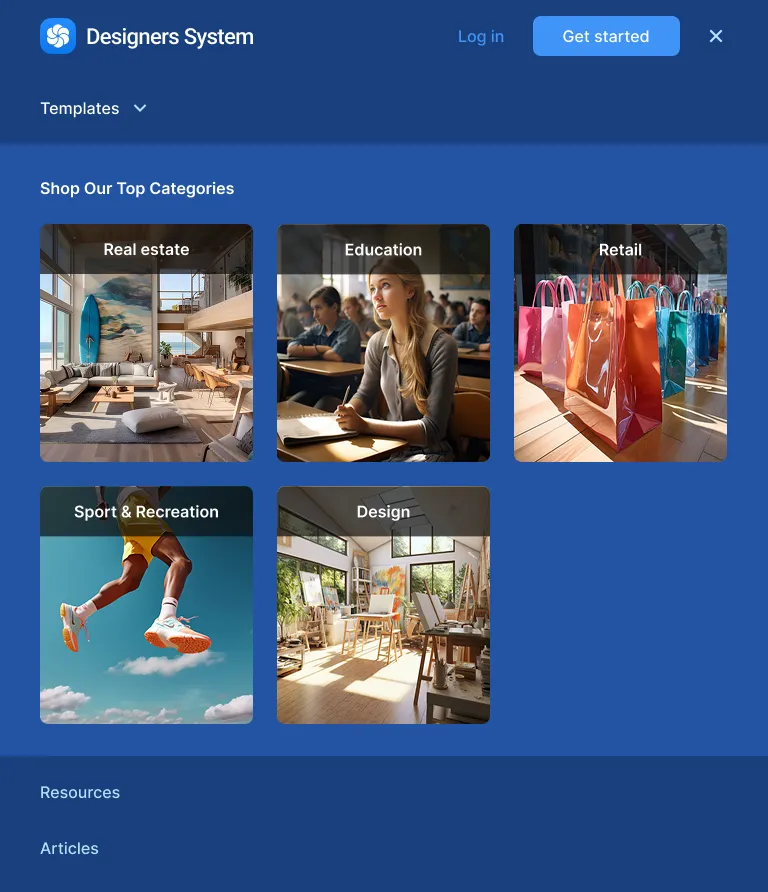 Designers System
Log in
Get started
Templates
Shop Our Top Categories
Real estate
Education
Retail
Sport & Recreation
Design
Resources
Articles